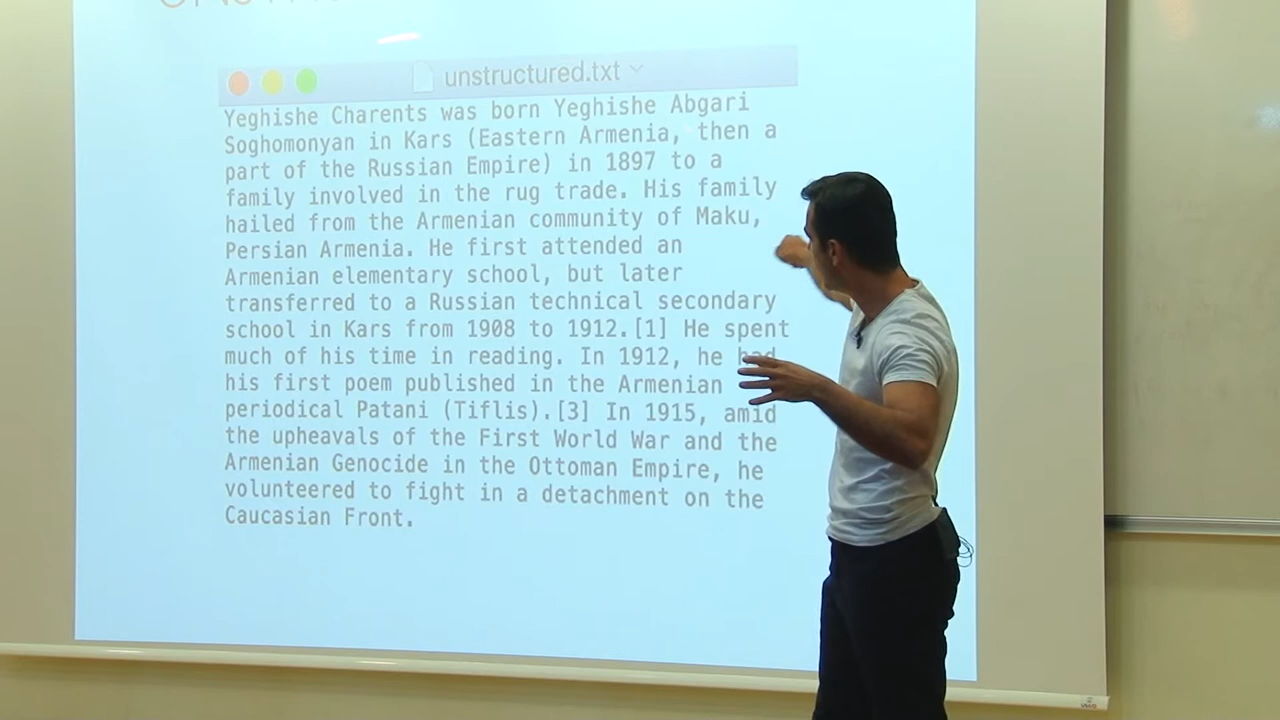 unstructured.txt
Yeghishe Charents was born Yeghishe Abgari
Soghomonyan in Kars (Eastern Armenia, then a
part of the Russian Empire) in 1897 to a
family involved in the rug trade. His family
hailed from the Armenian community of Maku,
Persian Armenia. He first attended an
Armenian elementary school, but later
transferred to a Russian technical secondary
school in Kars from 1908 to 1912.[1] He spent
much of his time in reading. In 1912, he had
his first poem published in the Armenian
periodical Patani (Tiflis).[3] In 1915, amid
the upheavals of the First World War and the
Armenian Genocide in the Ottoman Empire, he
volunteered to fight in a detachment on the
Caucasian Front.